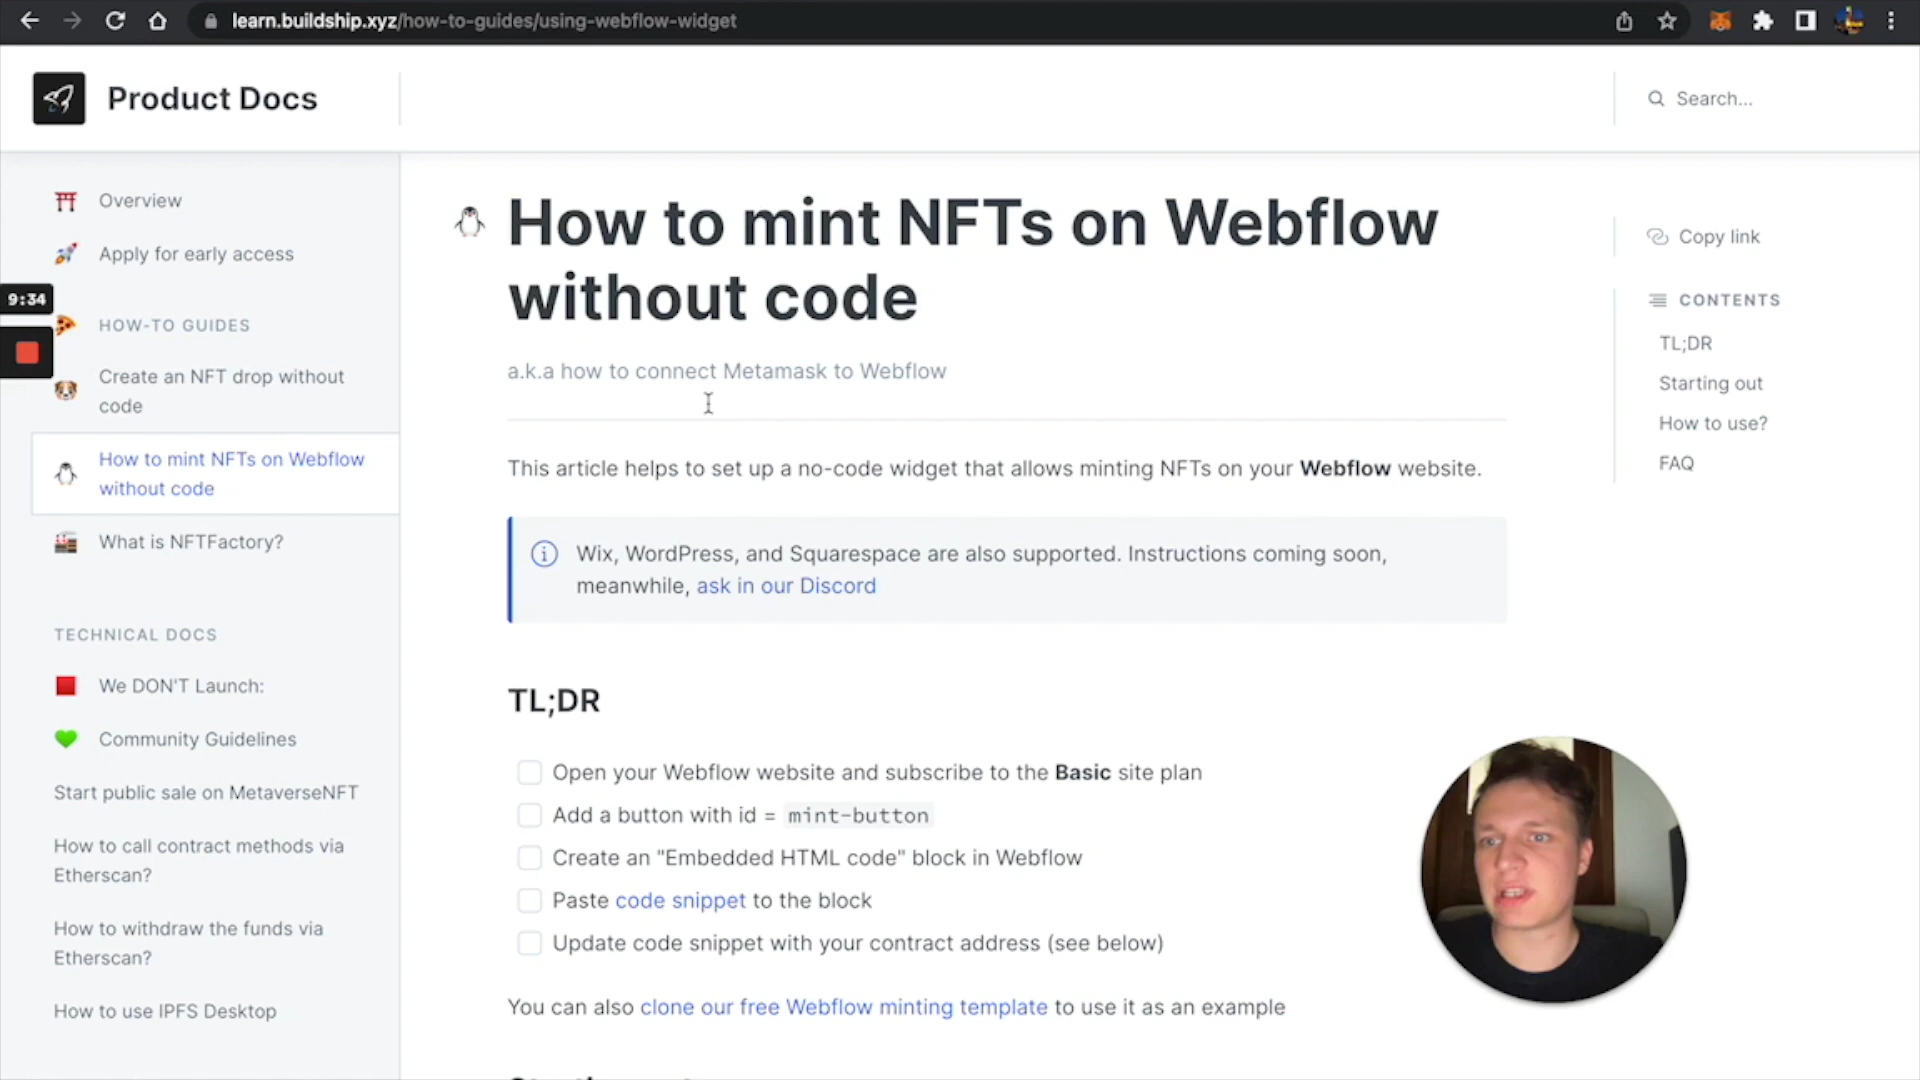 learn.buildship.xyz/how-to-guides/using-webflow-widget
Product Docs
Search...
Overview
Apply for early access
9:34
HOW-TO GUIDES
Create an NFT drop without
code
How to mint NFTs on Webflow
without code
What is NFTFactory?
TECHNICAL DOCS
We DON'T Launch:
Community Guidelines
Start public sale on MetaverseNFT
How to call contract methods via
Etherscan?
How to withdraw the funds via
Etherscan?
How to use IPFS Desktop
How to mint NFTs on Webflow
without code
a.k.a how to connect Metamask to Webflow
This article helps to set up a no-code widget that allows minting NFTs on your Webflow website.
Wix, WordPress, and Squarespace are also supported. Instructions coming soon,
meanwhile, ask in our Discord
TL;DR
Open your Webflow website and subscribe to the Basic site plan
Add a button with id = mint-button
Create an "Embedded HTML code" block in Webflow
Paste code snippet to the block
Update code snippet with your contract address (see below)
You can also clone our free Webflow minting template to use it as an example
Copy link
CONTENTS
TL;DR
Starting out
How to use?
FAQ